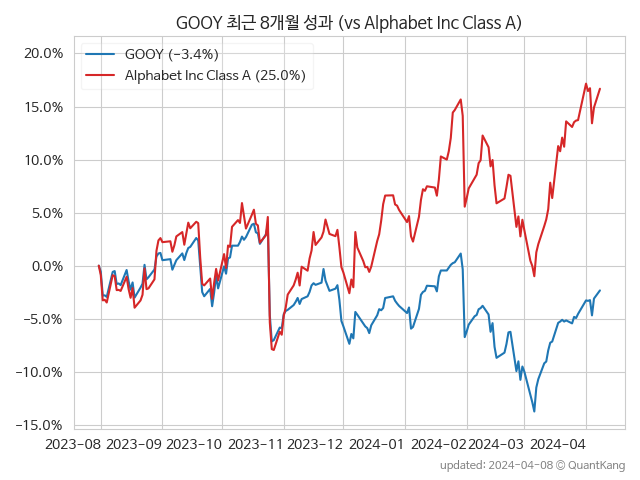 GOOY 최근 8개월 성과 (vs Alphabet Inc Class A)
GOOY (−3.4%)
Alphabet Inc Class A (25.0%)
20.0%
15.0%
10.0%
5.0%
0.0%
−5.0%
−10.0%
−15.0%
2023−08 2023−09 2023−10 2023−11 2023−12 2024−01 2024−02 2024−03 2024−04
updated: 2024−04−08 © QuantKang